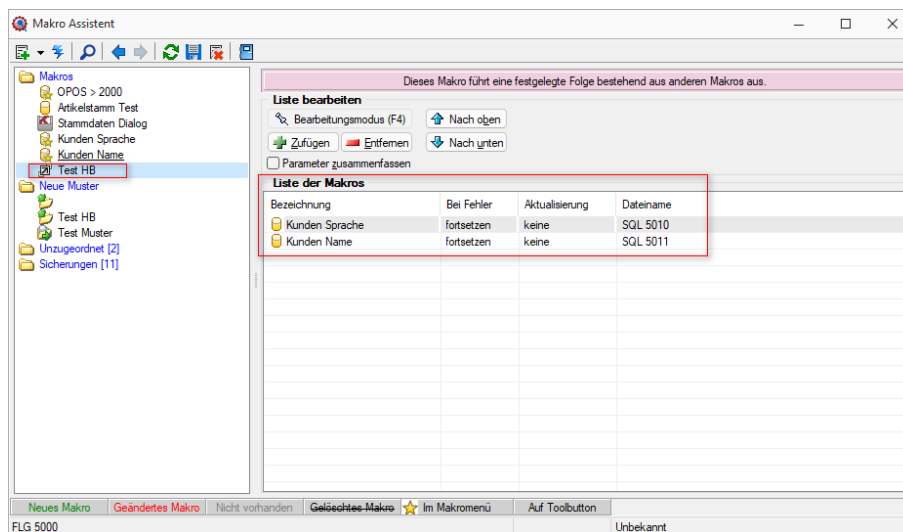 Makro Assistent
Makros
OPOS > 2000
Artikelstamm Test
Stammdaten Dialog
Kunden Sprache
Kunden Name
Test HB
Neue Muster
Test HB
Test Muster
Unzugeordnet [2]
Sicherungen [11]
Dieses Makro führt eine festgelegte Folge bestehend aus anderen Makros aus.
Liste bearbeiten
Bearbeitungsmodus (F4) Nach oben
Zufügen Entfernen Nach unten
Parameter zusammenfassen
Liste der Makros
Bezeichnung Bei Fehler Aktualisierung Dateiname
Kunden Sprache fortsetzen keine SQL 5010
Kunden Name fortsetzen keine SQL 5011
Neues Makro Geändertes Makro Nicht vorhanden Gelöschtes Makro Im Makromenü Auf Toolbutton
FLG 5000 Unbekannt